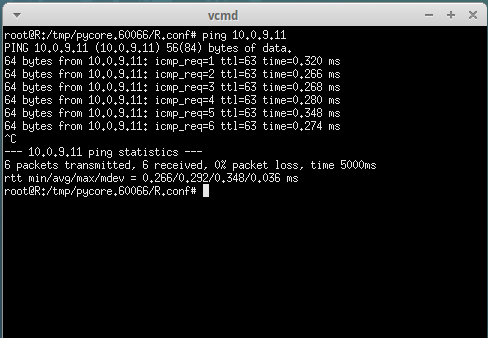 vcmd
root@R:/tmp/pycore.60066/R.conf# ping 10.0.9.11
PING 10.0.9.11 (10.0.9.11) 56(84) bytes of data.
64 bytes from 10.0.9.11: icmp_req=1 ttl=63 time=0.320 ms
64 bytes from 10.0.9.11: icmp_req=2 ttl=63 time=0.266 ms
64 bytes from 10.0.9.11: icmp_req=3 ttl=63 time=0.268 ms
64 bytes from 10.0.9.11: icmp_req=4 ttl=63 time=0.280 ms
64 bytes from 10.0.9.11: icmp_req=5 ttl=63 time=0.348 ms
64 bytes from 10.0.9.11: icmp_req=6 ttl=63 time=0.274 ms
^C
--- 10.0.9.11 ping statistics ---
6 packets transmitted, 6 received, 0% packet loss, time 5000ms
rtt min/avg/max/mdev = 0.266/0.292/0.348/0.036 ms
root@R:/tmp/pycore.60066/R.conf#